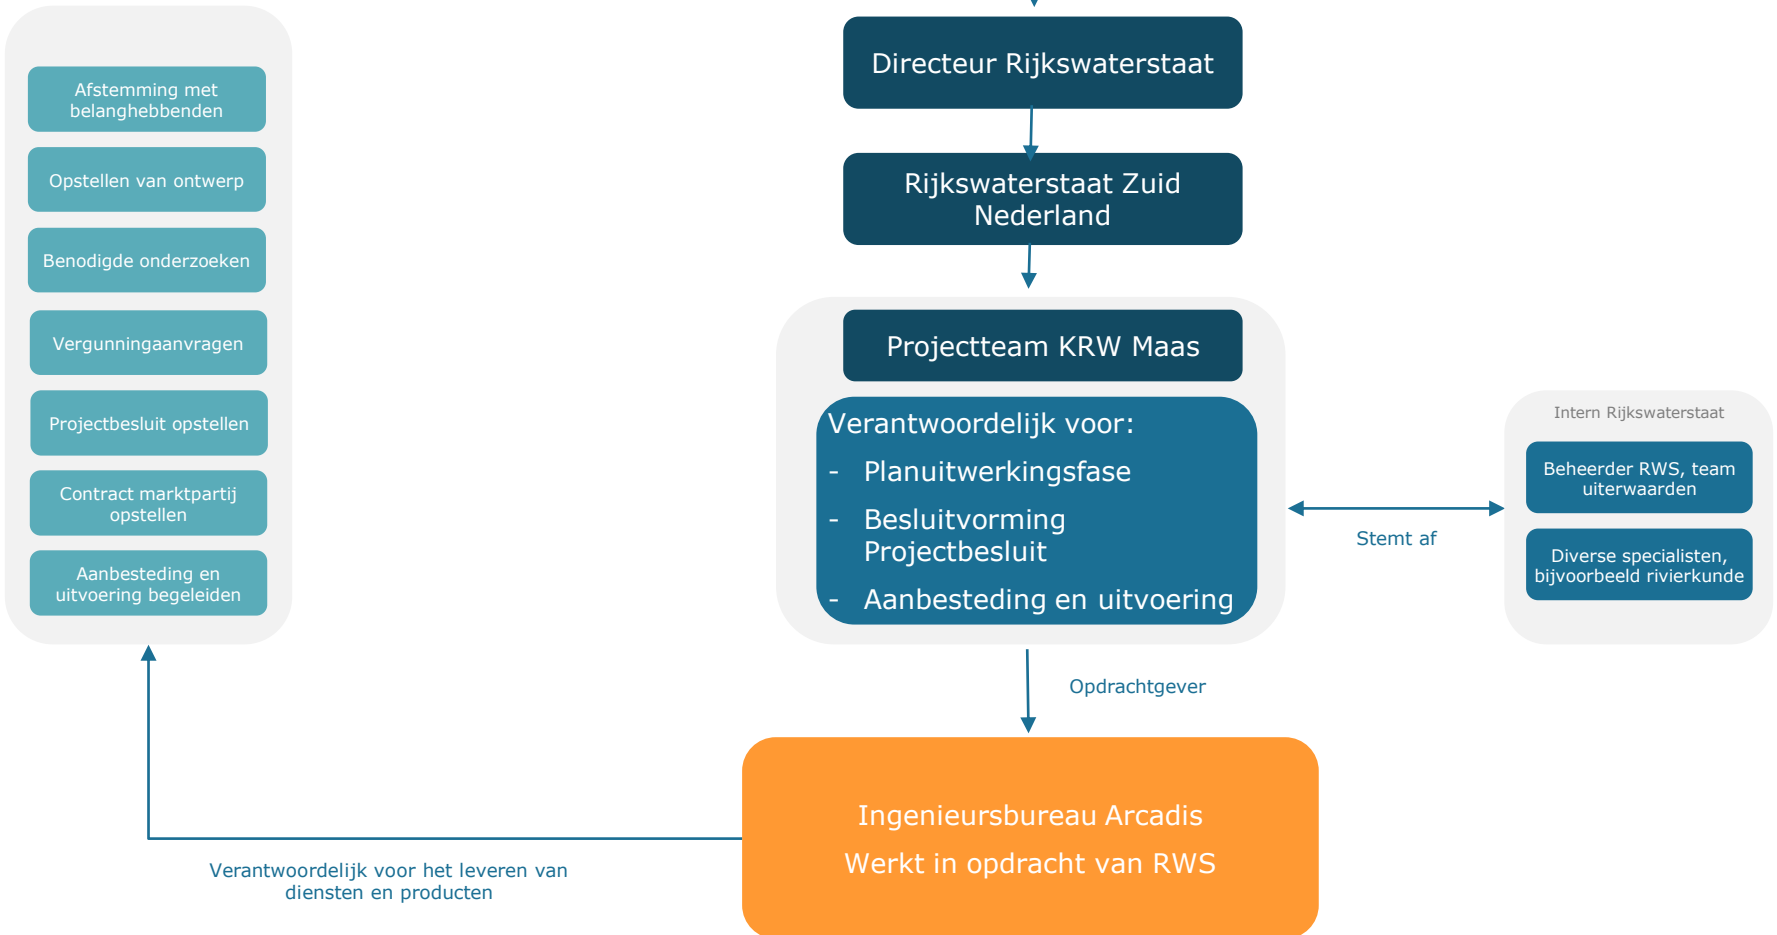 Afstemming met
belanghebbenden
Opstellen van ontwerp
Benodigde onderzoeken
Vergunningaanvragen
Projectbesluit opstellen
Contract marktpartij
opstellen
Aanbesteding en
uitvoering begeleiden
Directeur Rijkswaterstaat
Rijkswaterstaat Zuid
Nederland
Projectteam KRW Maas
Verantwoordelijk voor:
- Planuitwerkingsfase
- Besluitvorming
Projectbesluit
- Aanbesteding en uitvoering
Stemt af
Intern Rijkswaterstaat
Beheerder RWS, team
uiterwaarden
Diverse specialisten,
bijvoorbeeld rivierkunde
Opdrachtgever
Ingenieursbureau Arcadis
Werkt in opdracht van RWS
Verantwoordelijk voor het leveren van
diensten en producten